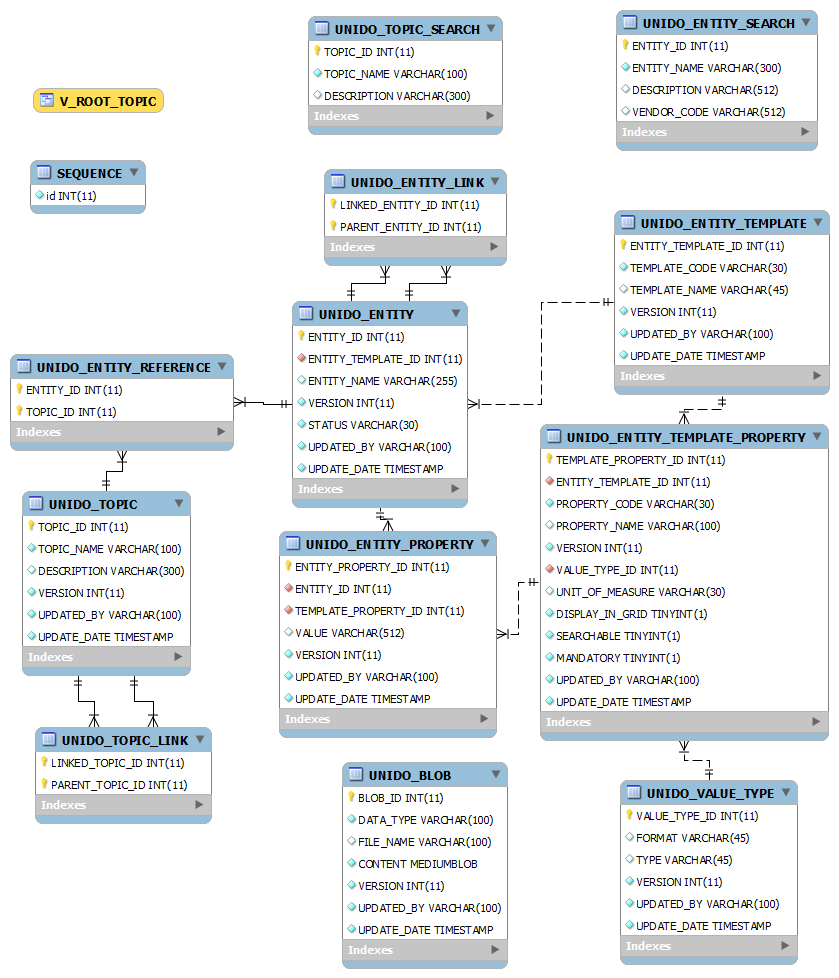 UNIDO_TOPIC_SEARCH
TOPIC_ID INT(11)
TOPIC_NAME VARCHAR(100)
DESCRIPTION VARCHAR(300)
Indexes
UNIDO_ENTITY_SEARCH
ENTITY_ID INT(11)
ENTITY_NAME VARCHAR(300)
DESCRIPTION VARCHAR(512)
VENDOR_CODE VARCHAR(512)
Indexes
V_ROOT_TOPIC
SEQUENCE
id INT(11)
UNIDO_ENTITY_LINK
LINKED_ENTITY_ID INT(11)
PARENT_ENTITY_ID INT(11)
Indexes
UNIDO_ENTITY_TEMPLATE
ENTITY_TEMPLATE_ID INT(11)
TEMPLATE_CODE VARCHAR(30)
TEMPLATE_NAME VARCHAR(45)
VERSION INT(11)
UPDATED_BY VARCHAR(100)
UPDATE_DATE TIMESTAMP
Indexes
UNIDO_ENTITY
ENTITY_ID INT(11)
ENTITY_TEMPLATE_ID INT(11)
ENTITY_NAME VARCHAR(255)
VERSION INT(11)
STATUS VARCHAR(30)
UPDATED_BY VARCHAR(100)
UPDATE_DATE TIMESTAMP
Indexes
UNIDO_ENTITY_REFERENCE
ENTITY_ID INT(11)
TOPIC_ID INT(11)
Indexes
UNIDO_ENTITY_TEMPLATE_PROPERTY
TEMPLATE_PROPERTY_ID INT(11)
ENTITY_TEMPLATE_ID INT(11)
PROPERTY_CODE VARCHAR(30)
PROPERTY_NAME VARCHAR(100)
VERSION INT(11)
VALUE_TYPE_ID INT(11)
UNIT_OF_MEASURE VARCHAR(30)
DISPLAY_IN_GRID TINYINT(1)
SEARCHABLE TINYINT(1)
MANDATORY TINYINT(1)
UPDATED_BY VARCHAR(100)
UPDATE_DATE TIMESTAMP
Indexes
UNIDO_TOPIC
TOPIC_ID INT(11)
TOPIC_NAME VARCHAR(100)
DESCRIPTION VARCHAR(300)
VERSION INT(11)
UPDATED_BY VARCHAR(100)
UPDATE_DATE TIMESTAMP
Indexes
UNIDO_ENTITY_PROPERTY
ENTITY_PROPERTY_ID INT(11)
ENTITY_ID INT(11)
TEMPLATE_PROPERTY_ID INT(11)
VALUE VARCHAR(512)
VERSION INT(11)
UPDATED_BY VARCHAR(100)
UPDATE_DATE TIMESTAMP
Indexes
UNIDO_TOPIC_LINK
LINKED_TOPIC_ID INT(11)
PARENT_TOPIC_ID INT(11)
Indexes
UNIDO_BLOB
BLOB_ID INT(11)
DATA_TYPE VARCHAR(100)
FILE_NAME VARCHAR(100)
CONTENT MEDIUMBLOB
VERSION INT(11)
UPDATED_BY VARCHAR(100)
UPDATE_DATE TIMESTAMP
Indexes
UNIDO_VALUE_TYPE
VALUE_TYPE_ID INT(11)
FORMAT VARCHAR(45)
TYPE VARCHAR(45)
VERSION INT(11)
UPDATED_BY VARCHAR(100)
UPDATE_DATE TIMESTAMP
Indexes